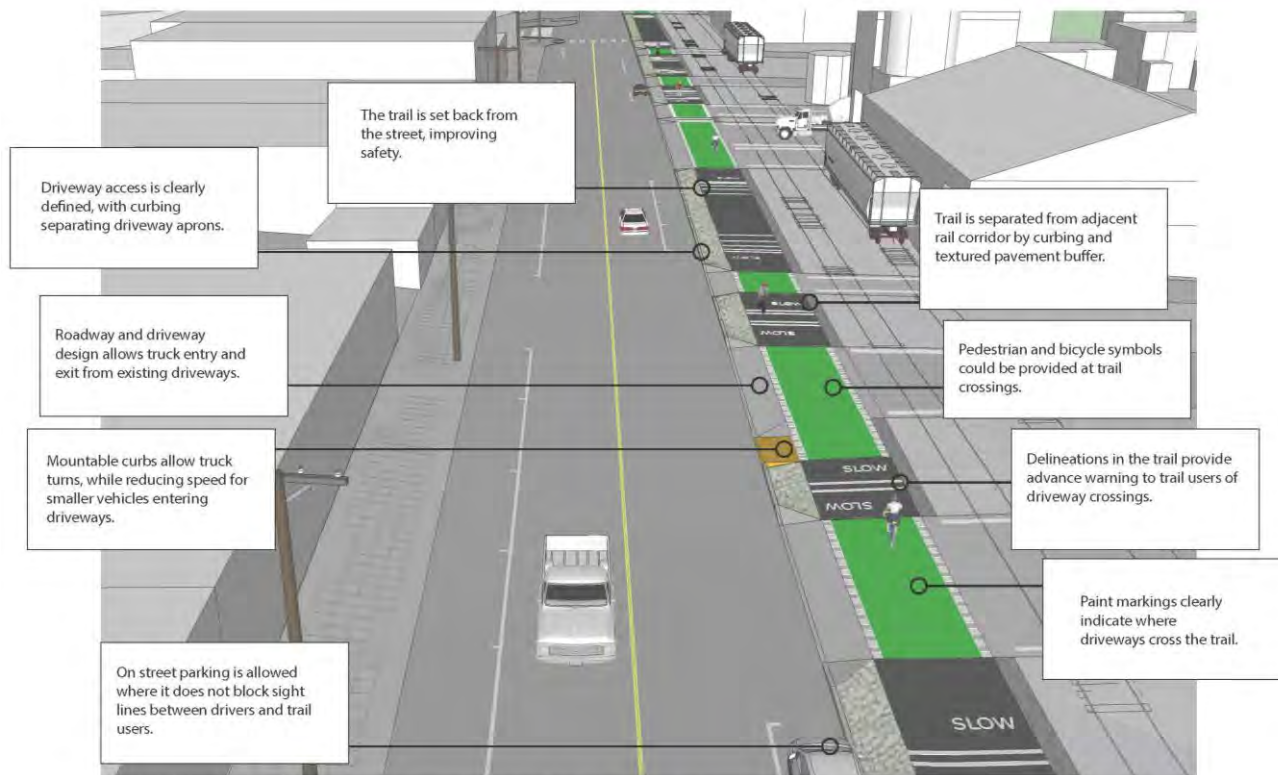 The trail is set back from
the street, improving
safety.
Driveway access is clearly
defined, with curbing
separating driveway aprons.
Roadway and driveway
design allows truck entry and
exit from existing driveways.
Mountable curbs allow truck
turns, while reducing speed for
smaller vehicles entering
driveways.
On street parking is allowed
where it does not block sight
lines between drivers and trail
users.
Trail is separated from adjacent
rail corridor by curbing and
textured pavement buffer.
Pedestrian and bicycle symbols
could be provided at trail
crossings.
Delineations in the trail provide
advance warning to trail users of
driveway crossings.
Paint markings clearly
indicate where
driveways cross the trail.
SLOW
SLOW
SLOW
SLOW
SLOW